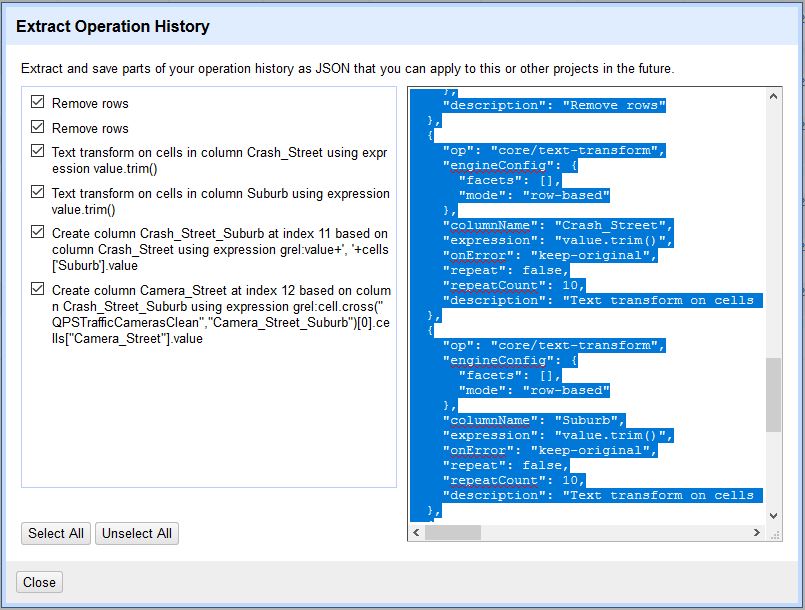 Extract Operation History
Extract and save parts of your operation history as JSON that you can apply to this or other projects in the future.
Remove rows
Remove rows
Text transform on cells in column Crash_Street using expr
ession value.trim()
Text transform on cells in column Suburb using expression
value.trim()
Create column Crash_Street_Suburb at index 11 based on
column Crash_Street using expression grel:value+', '+cells
['Suburb'].value
Create column Camera_Street at index 12 based on colum
n Crash_Street_Suburb using expression grel:cell.cross("
QPSTrafficCamerasClean","Camera_Street_Suburb")[0].ce
lls["Camera_Street"].value
},
"description": "Remove rows"
},
{
"op": "core/text-transform",
"engineConfig": {
"facets": [],
"mode": "row-based"
},
"columnName": "Crash_Street",
"expression": "value.trim()",
"onError": "keep-original",
"repeat": false,
"repeatCount": 10,
"description": "Text transform on cells
},
{
"op": "core/text-transform",
"engineConfig": {
"facets": [],
"mode": "row-based"
},
"columnName": "Suburb",
"expression": "value.trim()",
"onError": "keep-original",
"repeat": false,
"repeatCount": 10,
"description": "Text transform on cells
},
Select All
Unselect All
Close